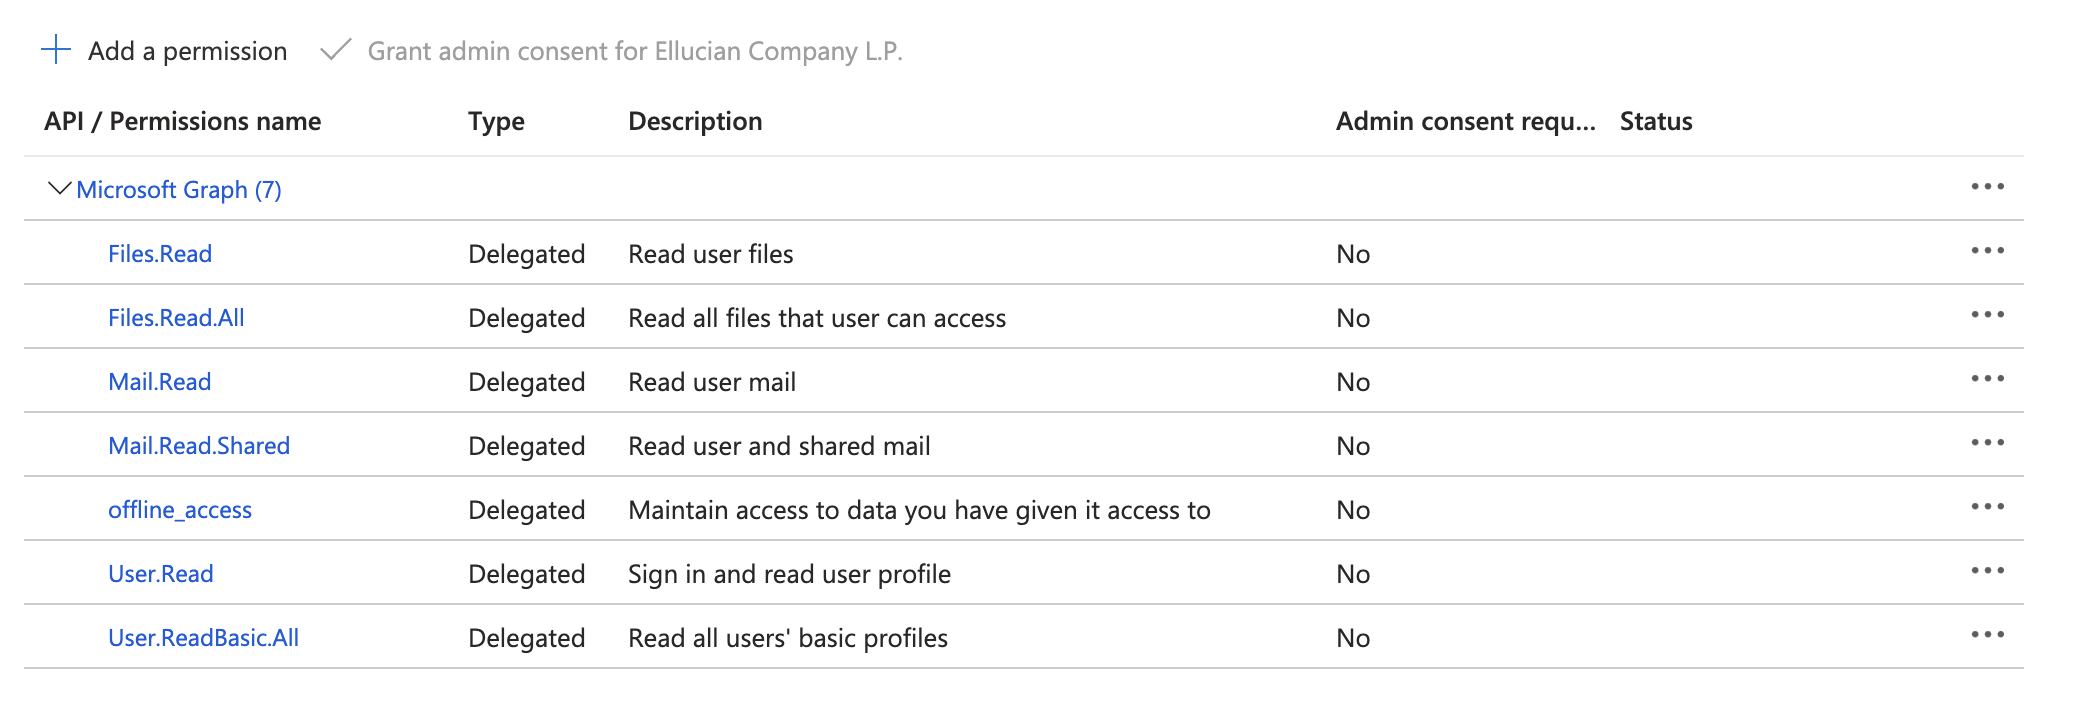 Add a permission Grant admin consent for Ellucian Company L.P.
API / Permissions name Type Description Admin consent requ... Status
Microsoft Graph (7)
Files.Read Delegated Read user files No
Files.Read.All Delegated Read all files that user can access No
Mail.Read Delegated Read user mail No
Mail.Read.Shared Delegated Read user and shared mail No
offline_access Delegated Maintain access to data you have given it access to No
User.Read Delegated Sign in and read user profile No
User.ReadBasic.All Delegated Read all users' basic profiles No